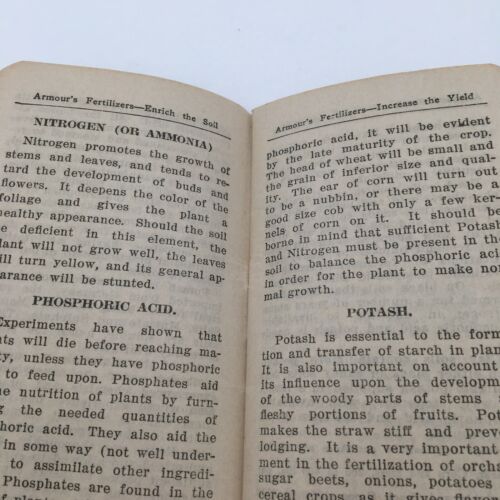 Armour's Fertilizers—Enrich the Soil
NITROGEN (OR AMMONIA)
Nitrogen promotes the growth of
stems and leaves, and tends to re-
tard the development of buds and
flowers. It deepens the color of the
foliage and gives the plant a
healthy appearance. Should the soil
be deficient in this element, the
plant will not grow well, the leaves
will turn yellow, and its general ap-
pearance will be stunted.
PHOSPHORIC ACID.
Experiments have shown that
nts will die before reaching ma-
ty, unless they have phosphoric
to feed upon. Phosphates aid
e nutrition of plants by furn-
g the needed quantities of
horic acid. They also aid the
in some way (not well under-
to assimilate other ingredi-
Phosphates are found in the
Armour's Fertilizers—Increase the Yield
phosphoric acid, it will be evident
by the late maturity of the crop.
The head of wheat will be small and
the grain of inferior size and qual-
ity. The ear of corn will turn out
to be a nubbin, or there may be a
good size cob with only a few ker-
nels of corn on it. It should be
borne in mind that sufficient Potash
and Nitrogen must be present in th
soil to balance the phosphoric acid
in order for the plant to make nor
mal growth.
POTASH.
Potash is essential to the form
tion and transfer of starch in plan
It is also important on account
its influence upon the developm
of the woody parts of stems a
fleshy portions of fruits. Pot
makes the straw stiff and prev
lodging. It is a very important
ment in the fertilization of orch
sugar beets, onions, potatoes
cereal crops as it gives